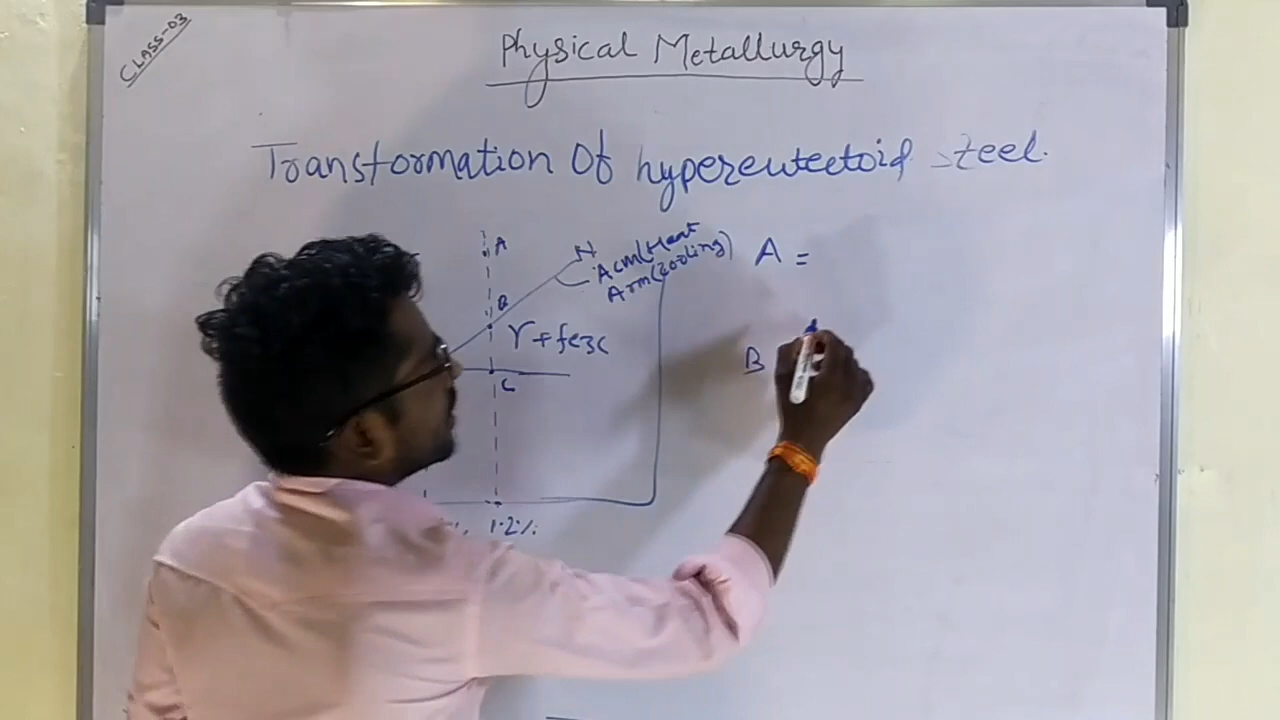 CLASS-03
Physical Metallurgy
Transformation Of hypereutectoid steel.
A
N
Acm(Heat
Arm(cooling)
A =
B
γ + fe3C
B
C
1.2%